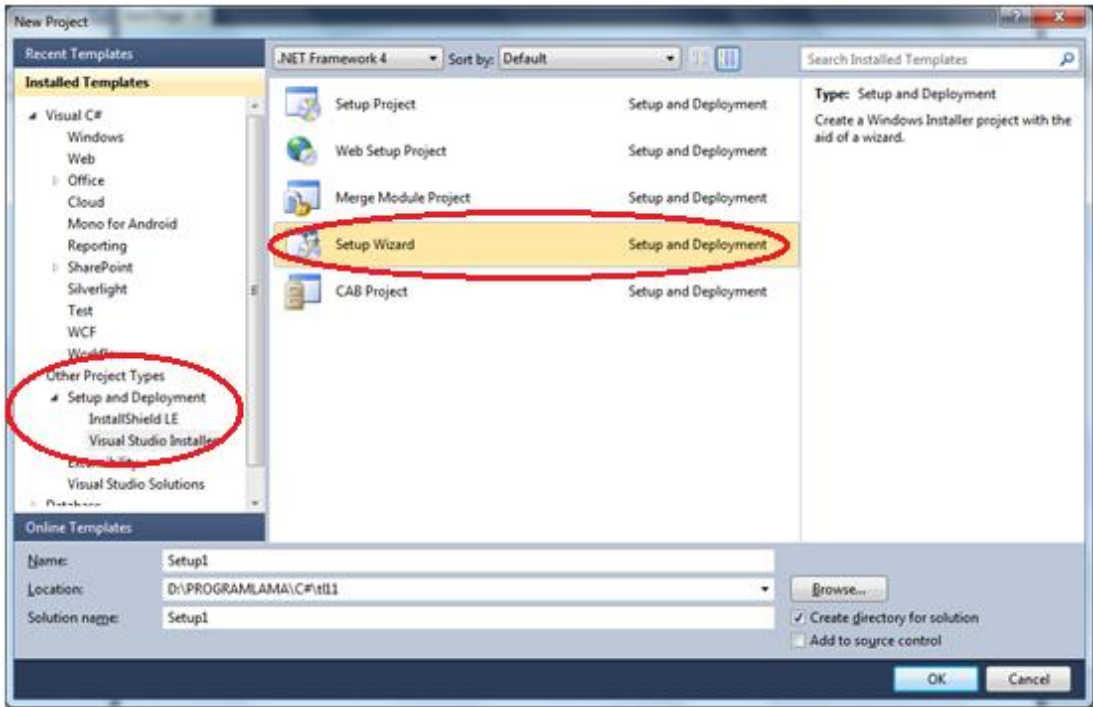 New Project
Recent Templates
Installed Templates
Visual C#
Windows
Web
Office
Cloud
Mono for Android
Reporting
SharePoint
Silverlight
Test
WCF
Workflow
Other Project Types
Setup and Deployment
InstallShield LE
Visual Studio Installer
Extensibility
Visual Studio Solutions
Database
Online Templates
.NET Framework 4 Sort by: Default
Setup Project Setup and Deployment
Web Setup Project Setup and Deployment
Merge Module Project Setup and Deployment
Setup Wizard Setup and Deployment
CAB Project Setup and Deployment
Search Installed Templates
Type: Setup and Deployment
Create a Windows Installer project with the
aid of a wizard.
Name: Setup1
Location: D:\PROGRAMLAMA\C#\tl11 Browse...
Solution name: Setup1
Create directory for solution
Add to source control
OK Cancel